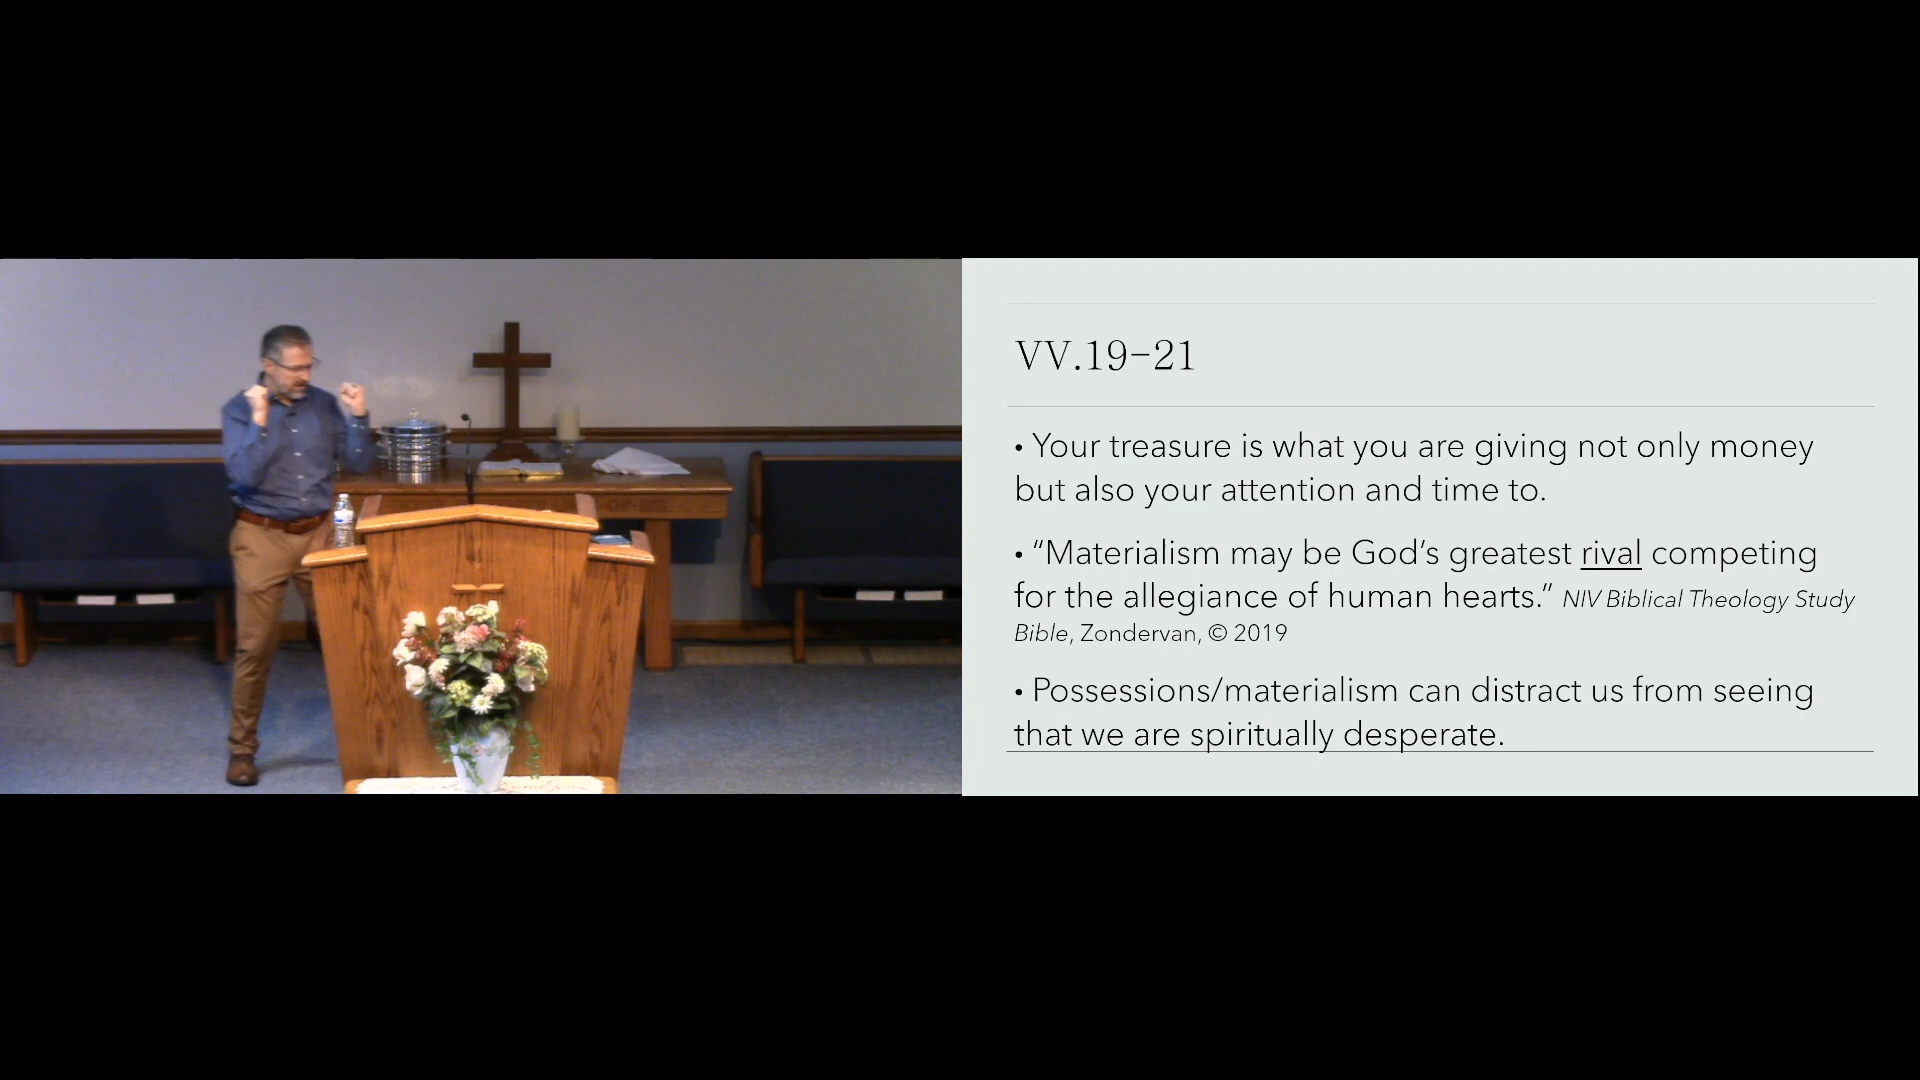 VV.19-21
• Your treasure is what you are giving not only money
but also your attention and time to.
• “Materialism may be God’s greatest rival competing
for the allegiance of human hearts.” NIV Biblical Theology Study
Bible, Zondervan, © 2019
• Possessions/materialism can distract us from seeing
that we are spiritually desperate.